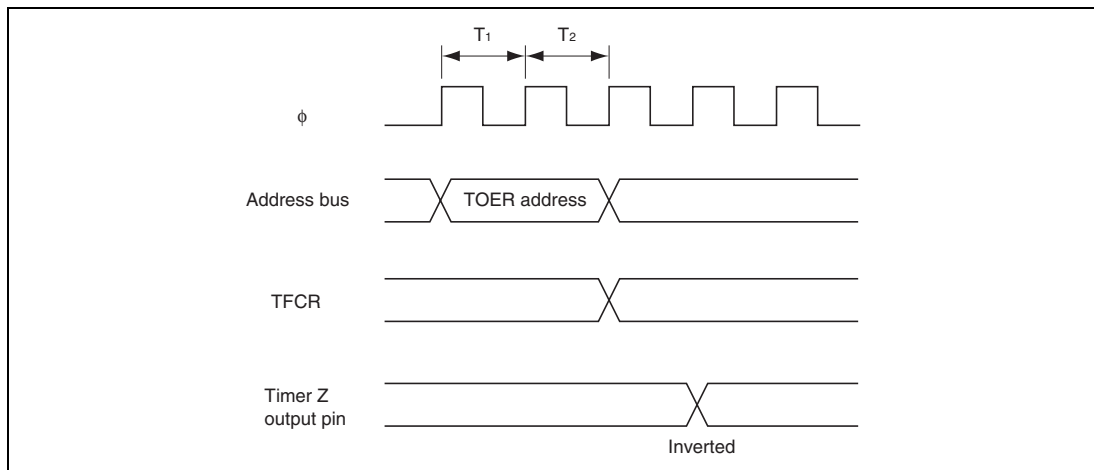 T1 T2
φ
Address bus TOER address
TFCR
Timer Z
output pin
Inverted